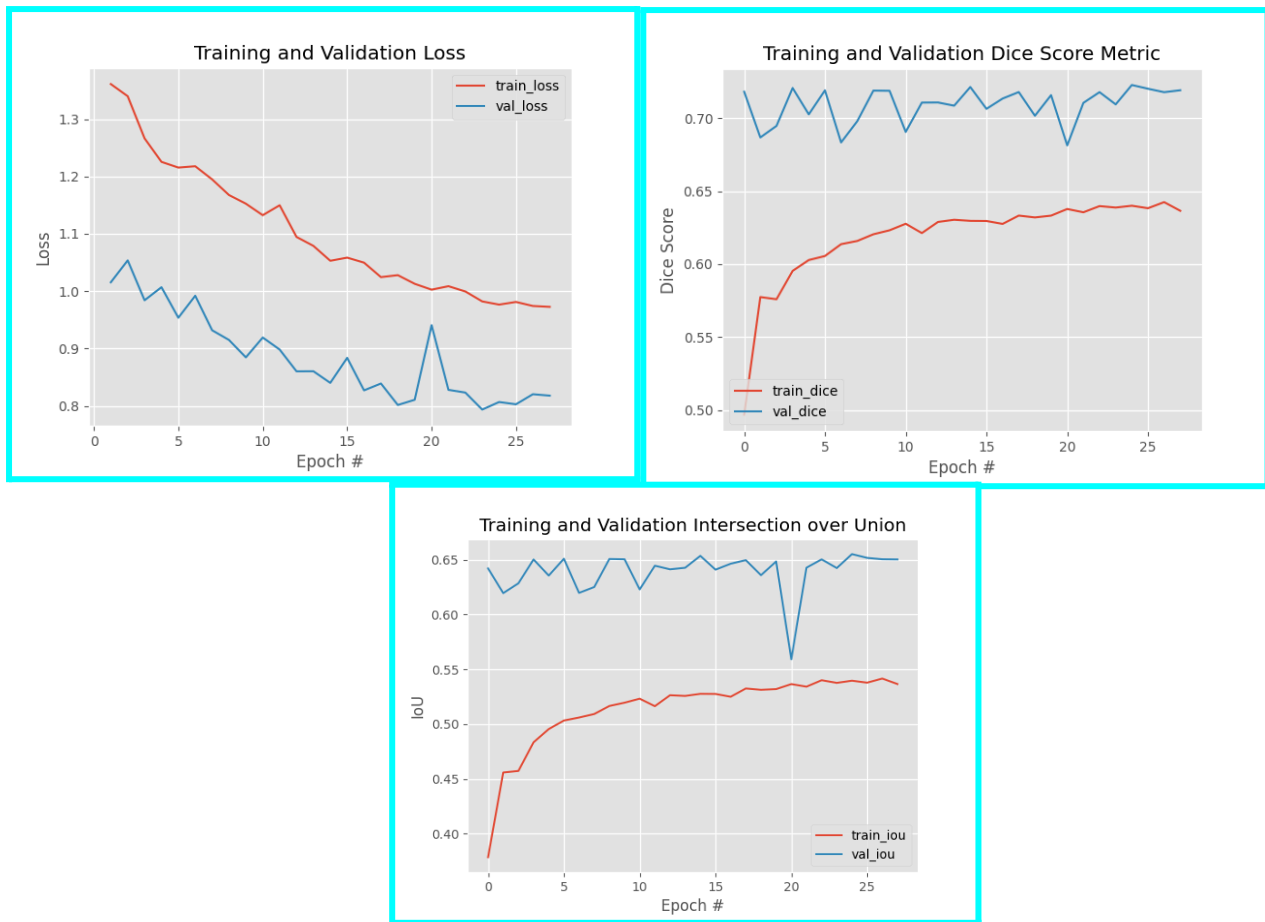 Training and Validation Loss
train_loss
val_loss
1.3
1.2
1.1
1.0
0.9
0.8
Loss
0 5 10 15 20 25
Epoch #
Training and Validation Dice Score Metric
0.70
0.65
0.60
0.55
0.50
Dice Score
train_dice
val_dice
0 5 10 15 20 25
Epoch #
Training and Validation Intersection over Union
0.65
0.60
0.55
0.50
0.45
0.40
IoU
train_iou
val_iou
0 5 10 15 20 25
Epoch #